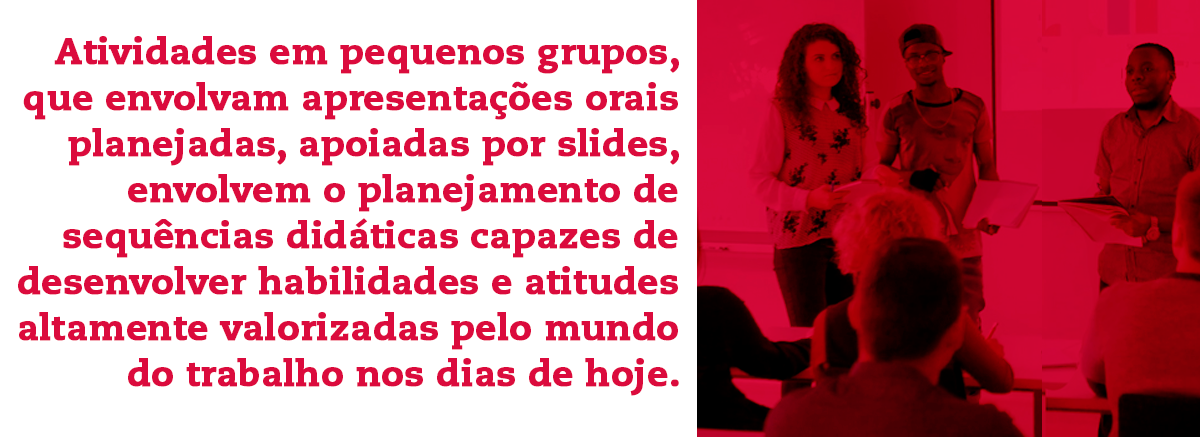 Atividades em pequenos grupos,
que envolvam apresentações orais
planejadas, apoiadas por slides,
envolvem o planejamento de
sequências didáticas capazes de
desenvolver habilidades e atitudes
altamente valorizadas pelo mundo
do trabalho nos dias de hoje.